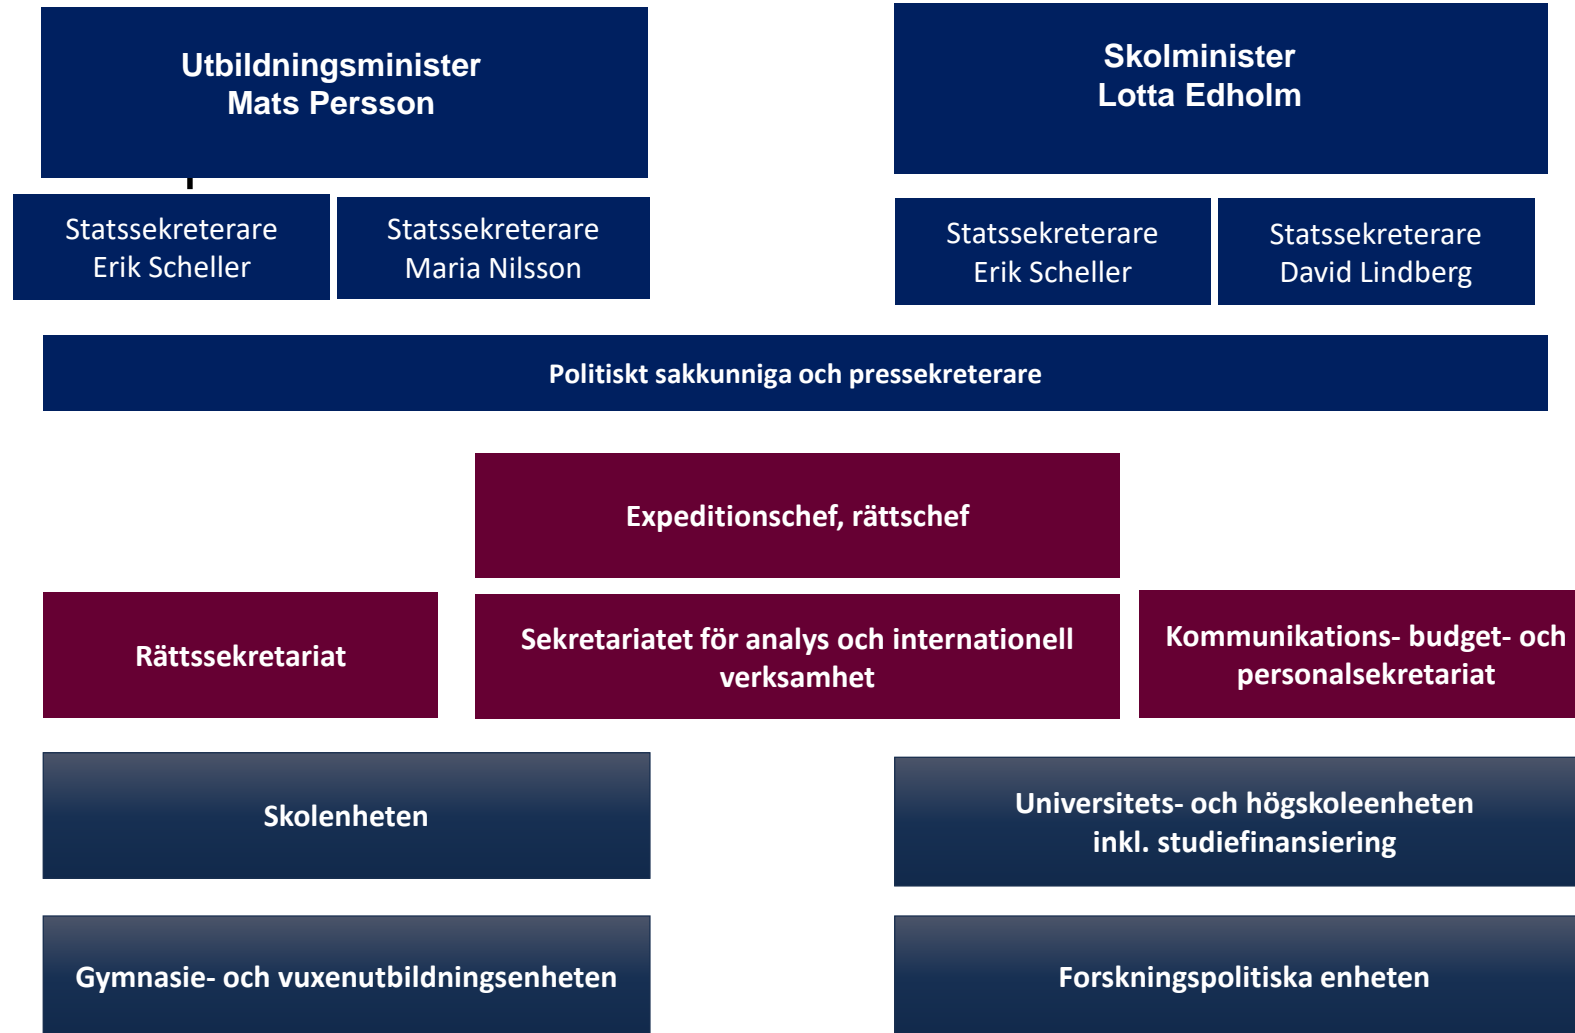 Utbildningsminister
Mats Persson
Skolminister
Lotta Edholm
Statssekreterare
Erik Scheller
Statssekreterare
Maria Nilsson
Statssekreterare
Erik Scheller
Statssekreterare
David Lindberg
Politiskt sakkunniga och pressekreterare
Expeditionschef, rättschef
Rättssekretariat
Sekretariatet för analys och internationell
verksamhet
Kommunikations- budget- och
personalsekretariat
Skolenheten
Universitets- och högskoleenheten
inkl. studiefinansiering
Gymnasie- och vuxenutbildningsenheten
Forskningspolitiska enheten